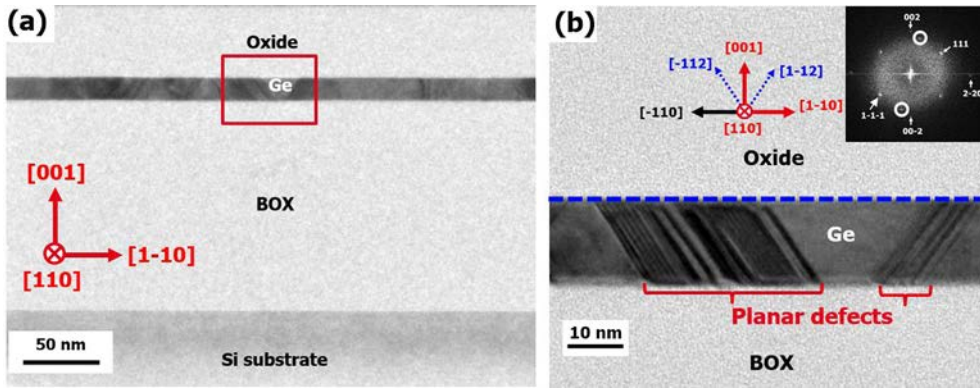 (a)
Oxide
Ge
[001]
BOX
[1-10]
[110]
50 nm
Si substrate
(b)
002
[001]
111
[-112]
[1-12]
[-110]
[1-10]
2-20
[110]
1-1-1
00-2
Oxide
Ge
Planar defects
10 nm
BOX